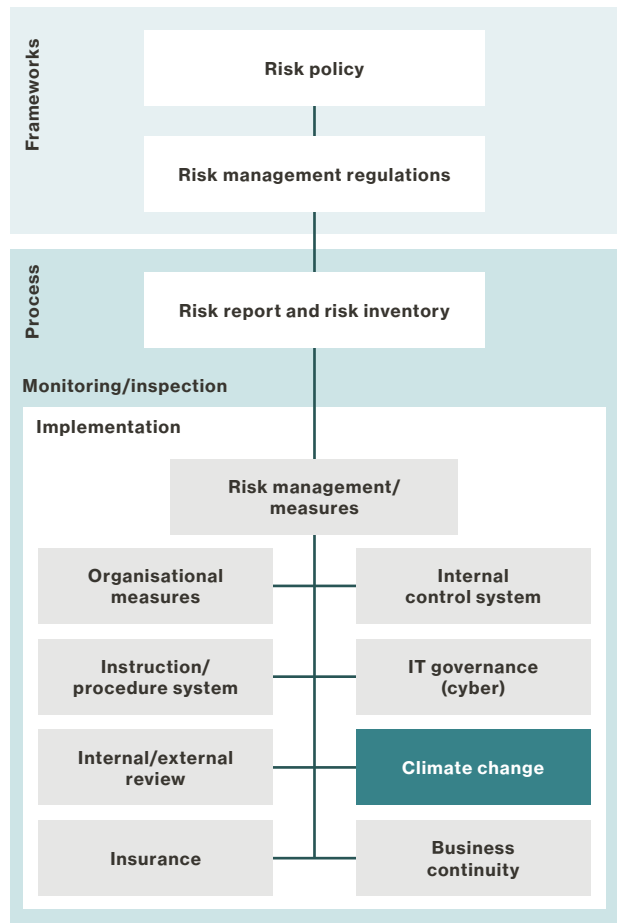 Frameworks
Risk policy
Risk management regulations
Process
Risk report and risk inventory
Monitoring/inspection
Implementation
Risk management/
measures
Organisational
measures
Internal
control system
Instruction/
procedure system
IT governance
(cyber)
Internal/external
review
Climate change
Insurance
Business
continuity